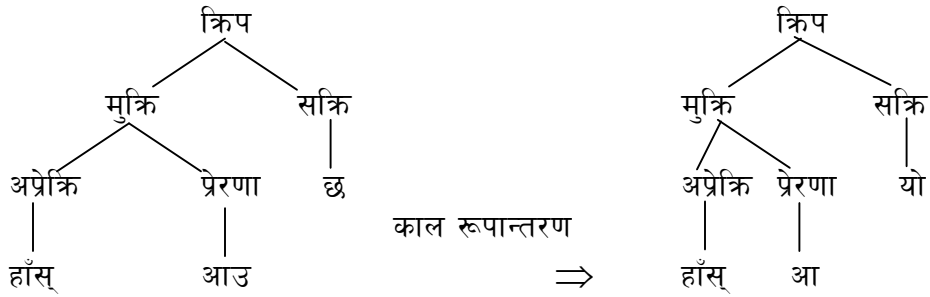 क्रिप क्रिप
मुक्रि सक्रि मुक्रि सक्रि
अप्रेक्रि प्रेरणा छ अप्रेक्रि प्रेरणा यो
काल रूपान्तरण
हाँस् आउ ⇒ हाँस् आ